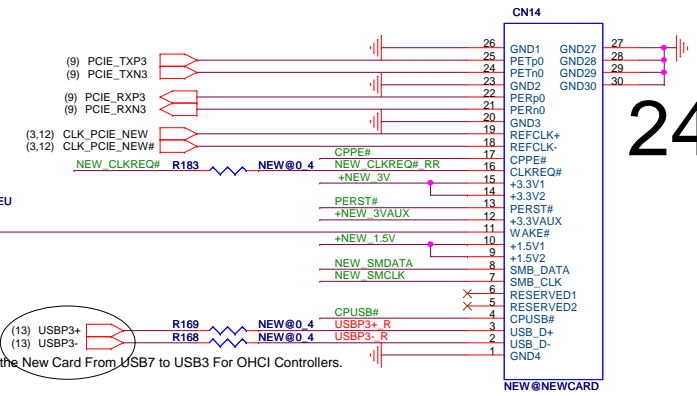 CN14
26 GND1 GND27 27
(9) PCIE_TXP3 25 PETp0 GND28 28
(9) PCIE_TXN3 24 PETn0 GND29 29
23 GND2 GND30 30
(9) PCIE_RXP3 22 PERp0
(9) PCIE_RXN3 21 PERn0
20 GND3
(3,12) CLK_PCIE_NEW 19 REFCLK+
(3,12) CLK_PCIE_NEW# 18 REFCLK-
24
CPPE# 17 CPPE#
NEW_CLKREQ# R183 NEW@0_4 NEW_CLKREQ#_RR 16 CLKREQ#
+NEW_3V 15 +3.3V1
14 +3.3V2
EU
PERST# 13 PERST#
+NEW_3VAUX 12 +3.3VAUX
11 WAKE#
+NEW_1.5V 10 +1.5V1
9 +1.5V2
NEW_SMDATA 8 SMB_DATA
NEW_SMCLK 7 SMB_CLK
6 RESERVED1
5 RESERVED2
CPUSB# 4 CPUSB#
(13) USBP3+ R169 NEW@0_4 USBP3+_R 3 USB_D+
(13) USBP3- R168 NEW@0_4 USBP3-_R 2 USB_D-
1 GND4
the New Card From USB7 to USB3 For OHCI Controllers.
NEW@NEWCARD